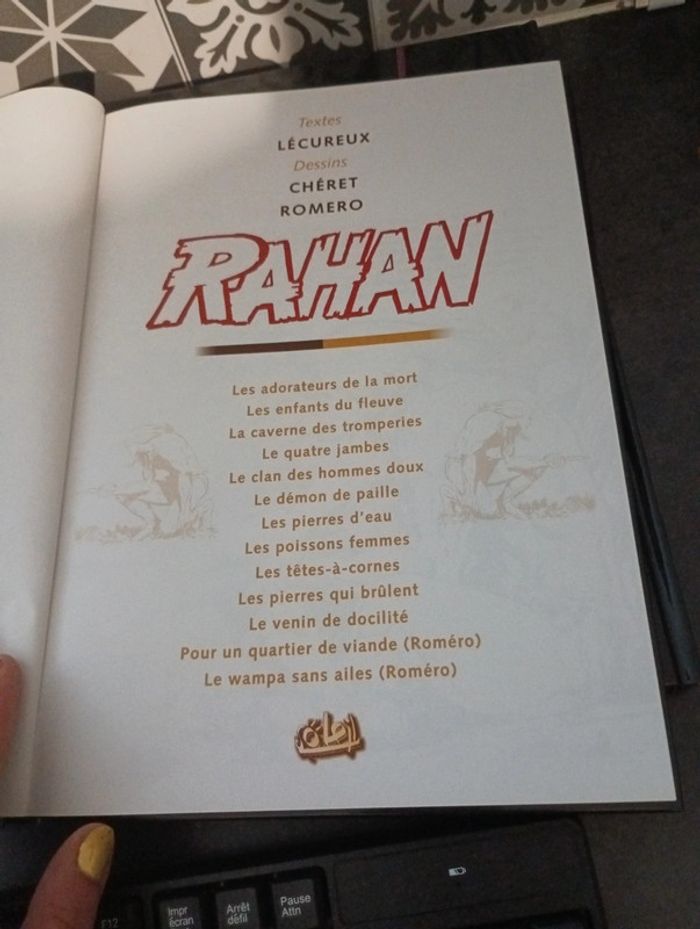 Textes
LÉCUREUX
Dessins
CHÉRET
ROMERO
RAHAN
Les adorateurs de la mort
Les enfants du fleuve
La caverne des tromperies
Le quatre jambes
Le clan des hommes doux
Le démon de paille
Les pierres d'eau
Les poissons femmes
Les têtes-à-cornes
Les pierres qui brûlent
Le venin de docilité
Pour un quartier de viande (Roméro)
Le wampa sans ailes (Roméro)
F12
Impr
écran
Arrêt
défil
Pause
Attn